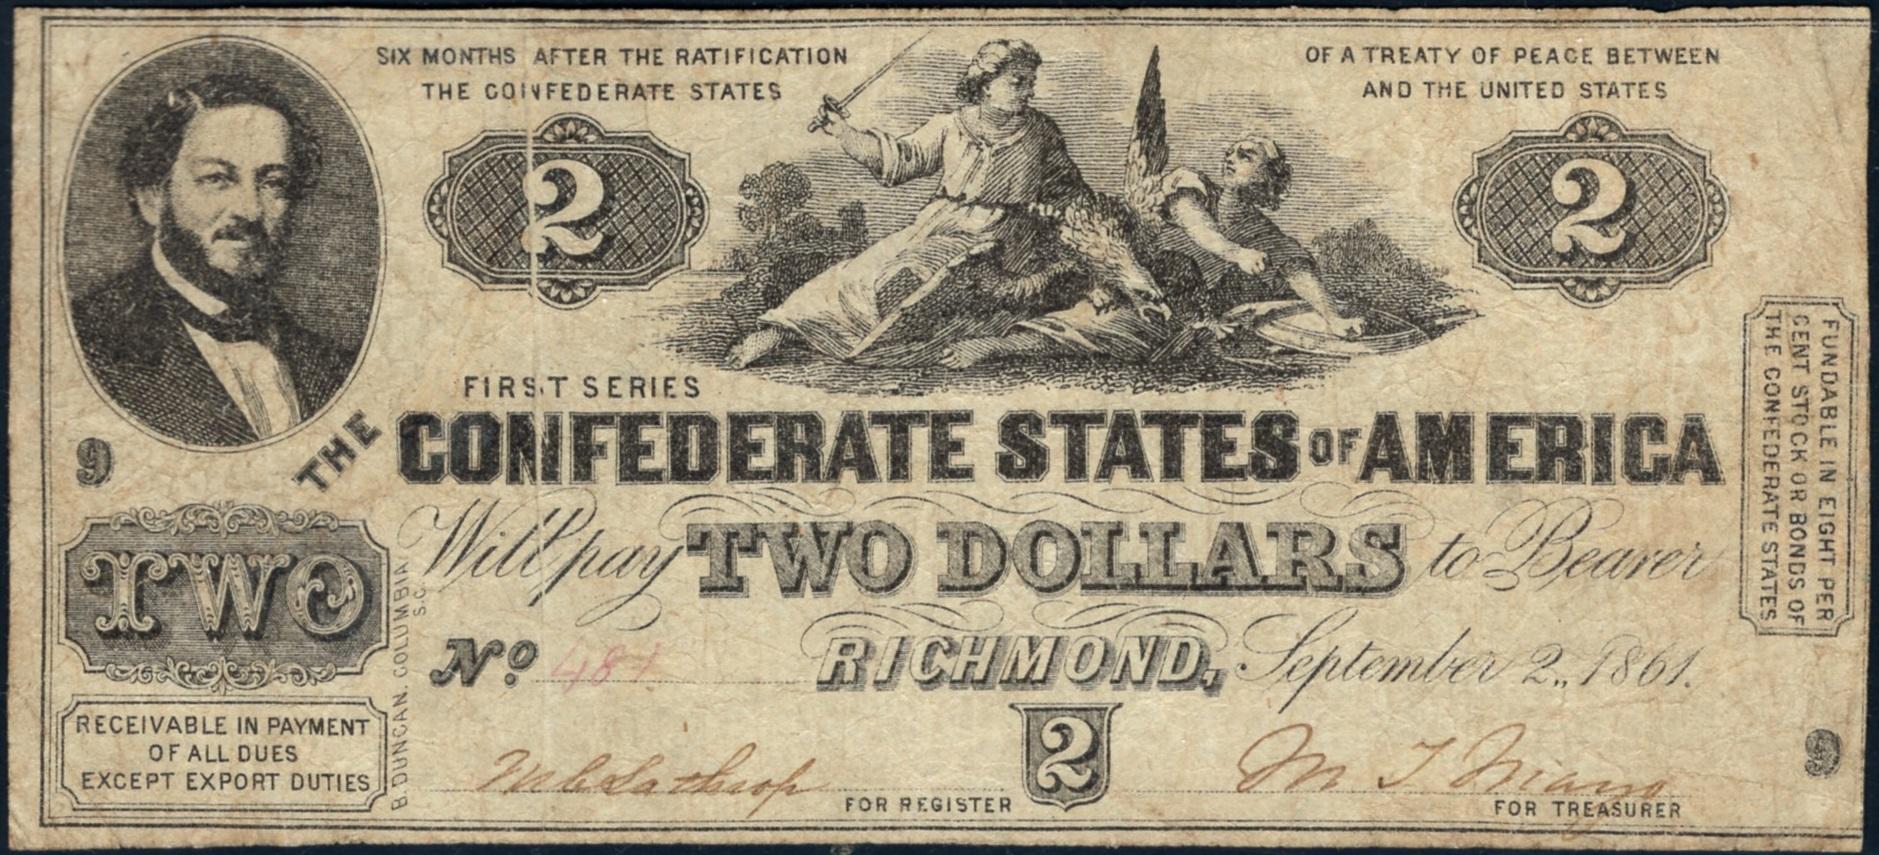 SIX MONTHS AFTER THE RATIFICATION OF A TREATY OF PEACE BETWEEN
THE CONFEDERATE STATES AND THE UNITED STATES
2 2
FIRST SERIES
THE CONFEDERATE STATES OF AMERICA
9
Will pay TWO DOLLARS to Bearer
TWO
No. 484
RICHMOND, September 2, 1861.
RECEIVABLE IN PAYMENT
OF ALL DUES
EXCEPT EXPORT DUTIES
B. DUNCAN. COLUMBIA
S.C.
2
FOR REGISTER
FOR TREASURER
FUNDABLE IN EIGHT PER
CENT STOCK OR BONDS OF
THE CONFEDERATE STATES
9